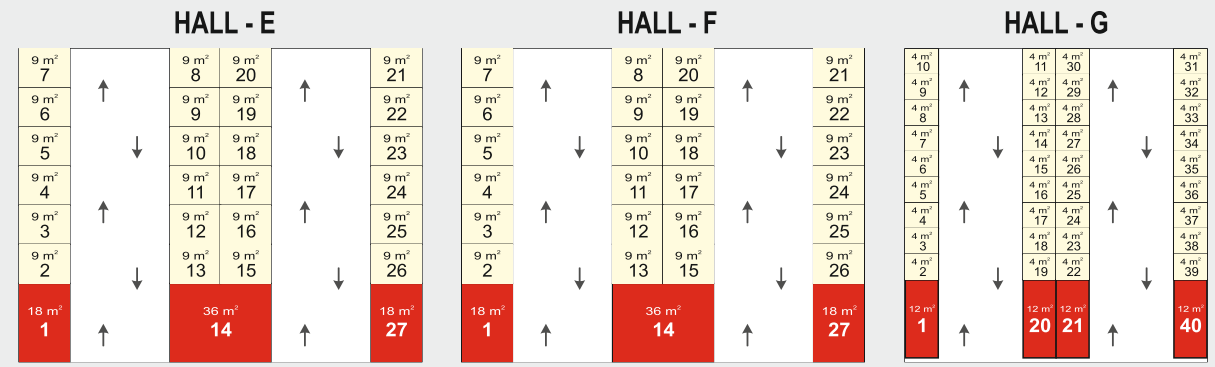 HALL - E
HALL - F
HALL - G
9 m²
7
9 m²
6
9 m²
5
9 m²
4
9 m²
3
9 m²
2
18 m²
1
9 m² 9 m²
8 20
9 m² 9 m²
9 19
9 m² 9 m²
10 18
9 m² 9 m²
11 17
9 m² 9 m²
12 16
9 m² 9 m²
13 15
36 m²
14
9 m²
21
9 m²
22
9 m²
23
9 m²
24
9 m²
25
9 m²
26
18 m²
27
9 m²
7
9 m²
6
9 m²
5
9 m²
4
9 m²
3
9 m²
2
18 m²
1
9 m² 9 m²
8 20
9 m² 9 m²
9 19
9 m² 9 m²
10 18
9 m² 9 m²
11 17
9 m² 9 m²
12 16
9 m² 9 m²
13 15
36 m²
14
9 m²
21
9 m²
22
9 m²
23
9 m²
24
9 m²
25
9 m²
26
18 m²
27
4 m²
10
4 m²
9
4 m²
8
4 m²
7
4 m²
6
4 m²
5
4 m²
4
4 m²
3
4 m²
2
12 m²
1
4 m² 4 m²
11 30
4 m² 4 m²
12 29
4 m² 4 m²
13 28
4 m² 4 m²
14 27
4 m² 4 m²
15 26
4 m² 4 m²
16 25
4 m² 4 m²
17 24
4 m² 4 m²
18 23
4 m² 4 m²
19 22
12 m² 12 m²
20 21
4 m²
31
4 m²
32
4 m²
33
4 m²
34
4 m²
35
4 m²
36
4 m²
37
4 m²
38
4 m²
39
12 m²
40